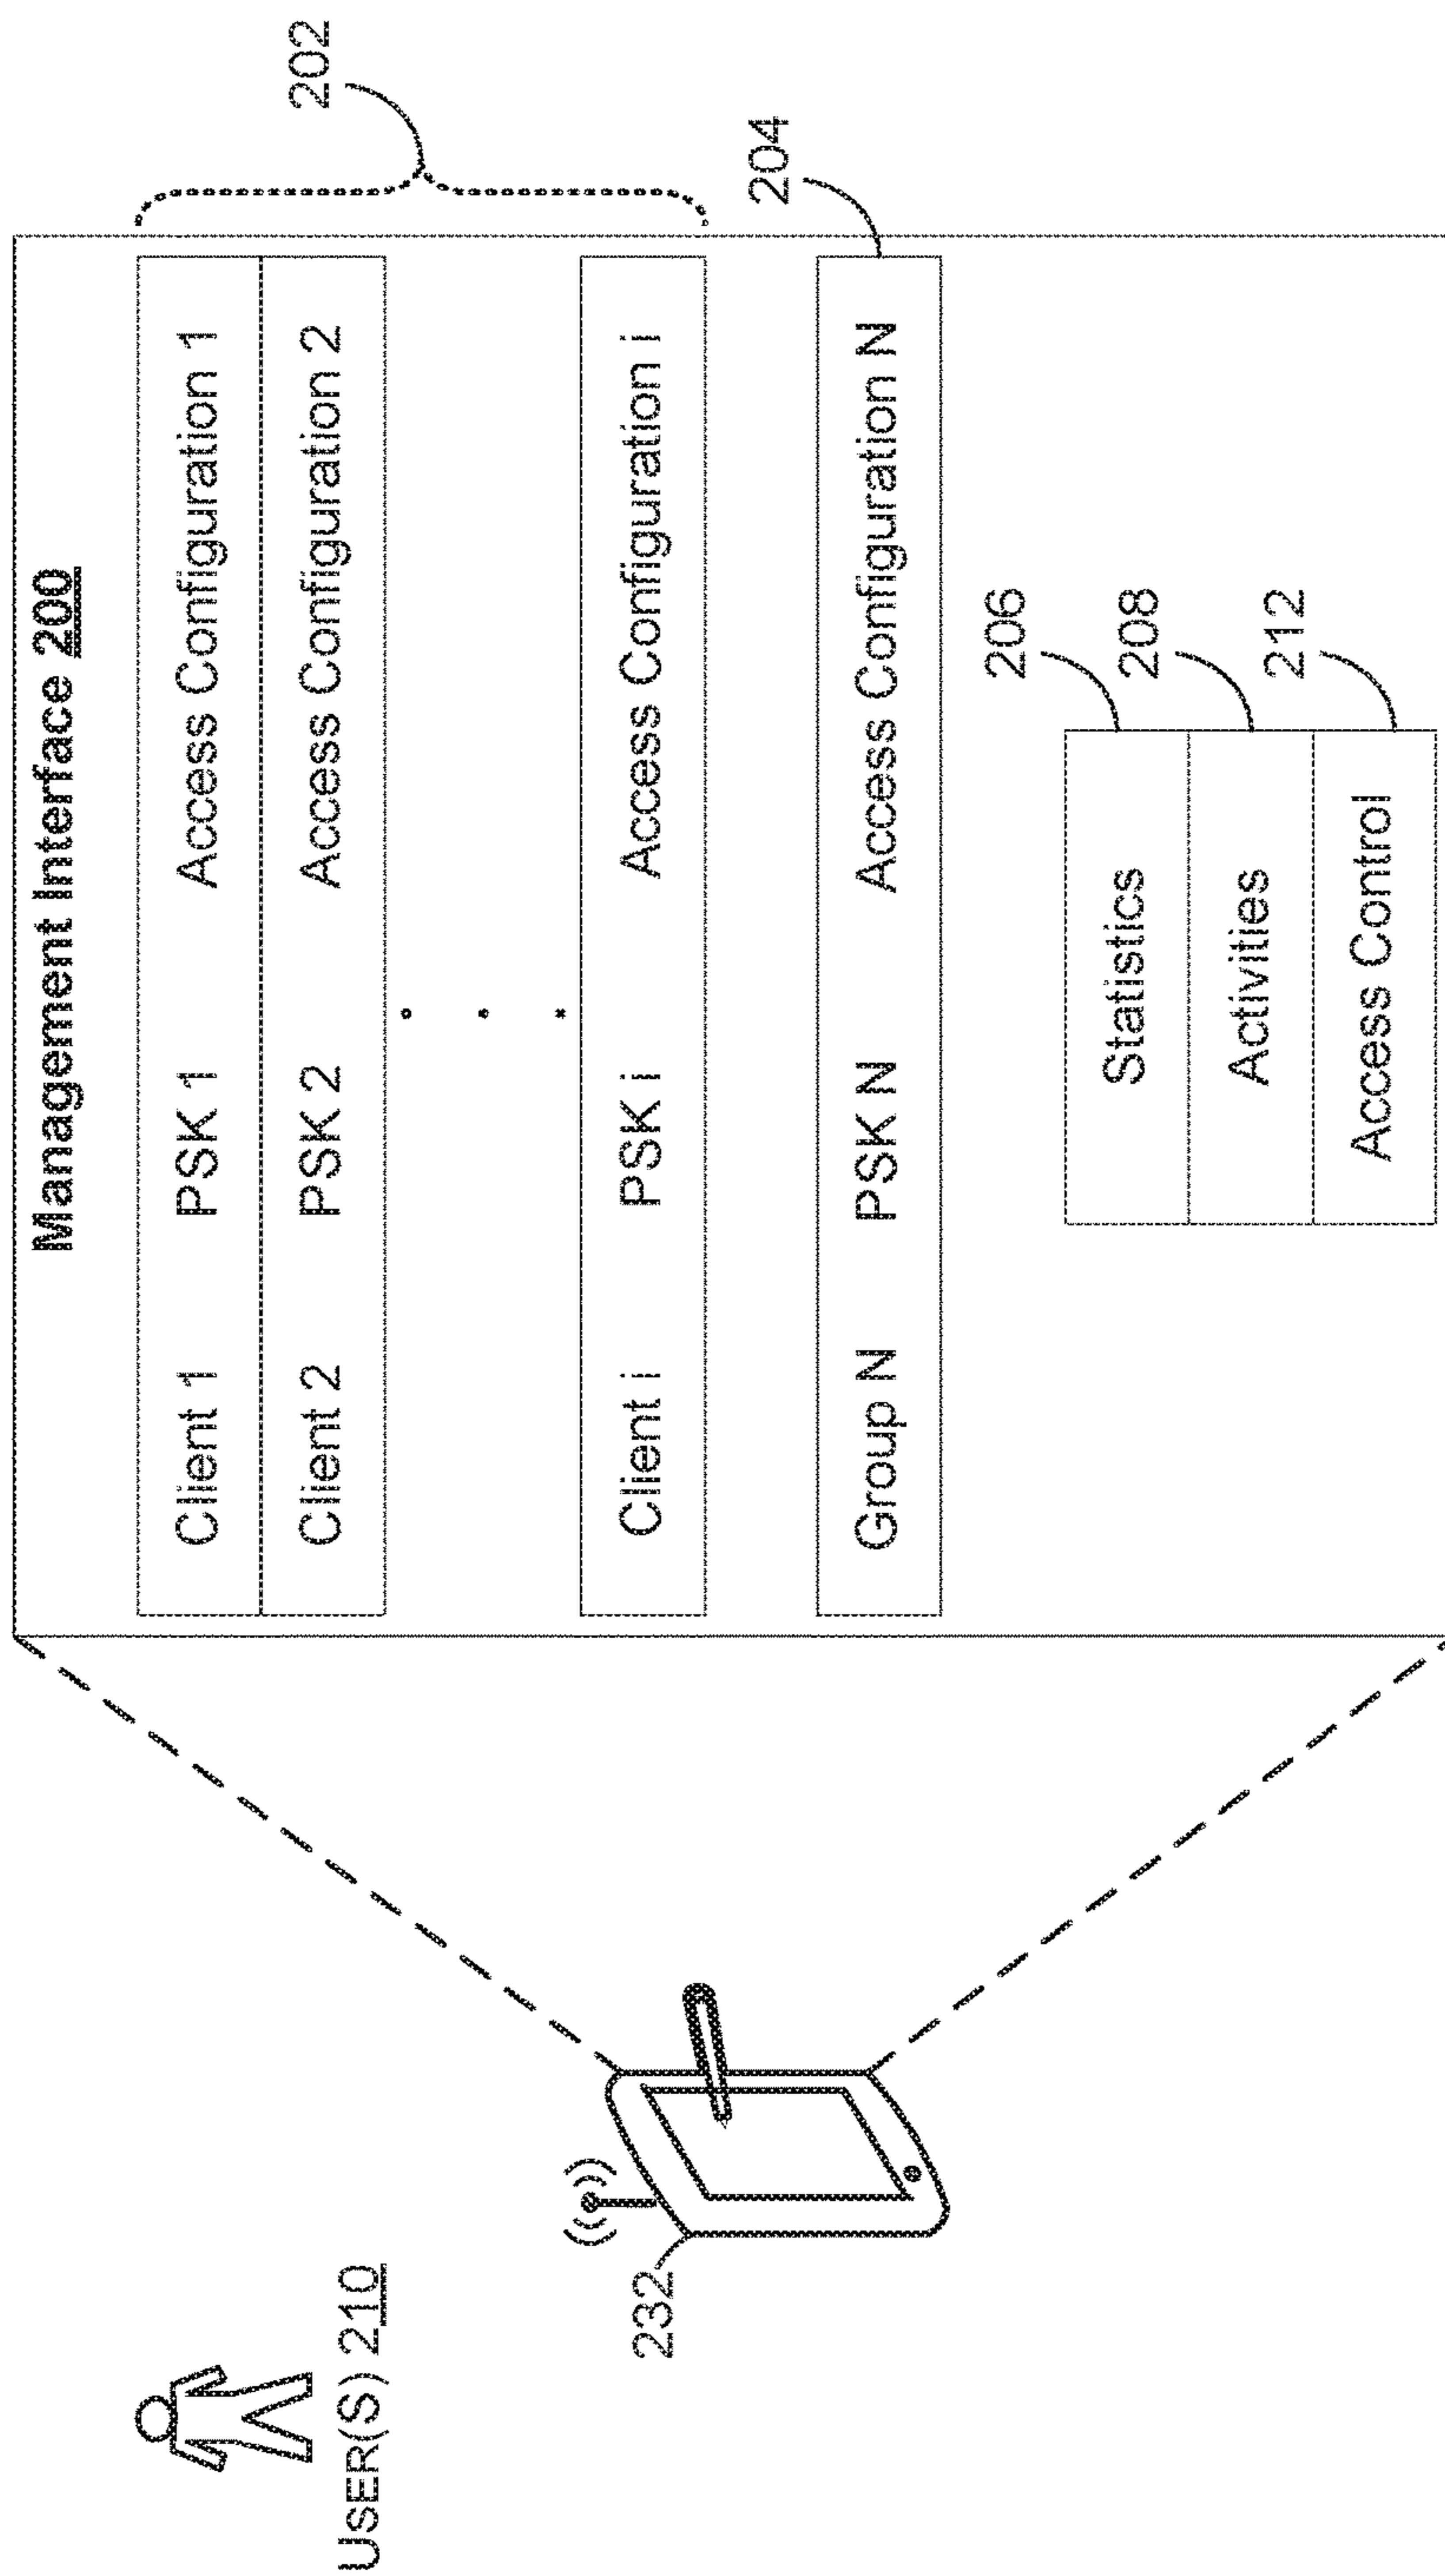 Management Interface 200
Client 1 PSK 1 Access Configuration 1
Client 2 PSK 2 Access Configuration 2
Client i PSK i Access Configuration i
202
Group N PSK N Access Configuration N
204
Statistics
206
Activities
208
Access Control
212
USER(S) 210
232